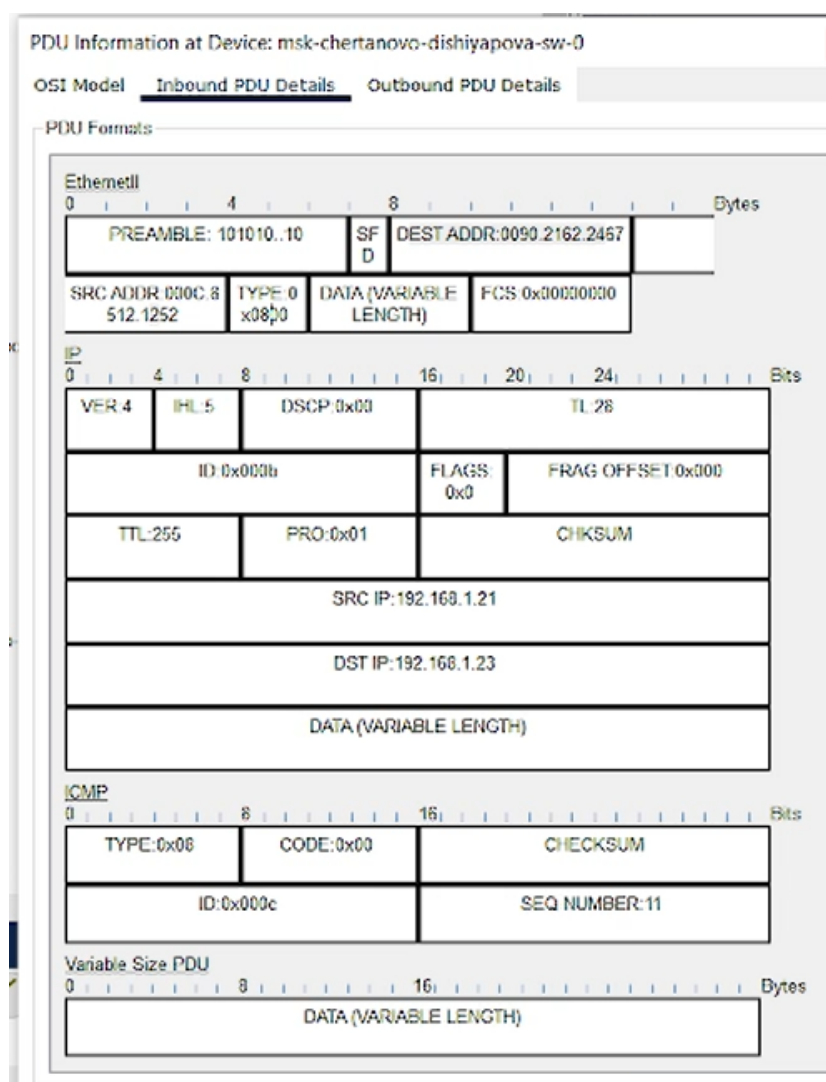 PDU Information at Device: msk-chertanovo-dishiyapova-sw-0
OSI Model Inbound PDU Details Outbound PDU Details
PDU Formats
EthernetII
0 4 8 Bytes
PREAMBLE: 101010..10 SF DEST ADDR:0090.2162.2467
D
SRC ADDR:000C.8 TYPE:0 DATA (VARIABLE FCS:0x00000000
512.1252 x0800 LENGTH)
IP
0 4 8 16 20 24 Bits
VER:4 IHL:5 DSCP:0x00 TL:28
ID:0x000b FLAGS: FRAG OFFSET:0x000
0x0
TTL:255 PRO:0x01 CHKSUM
SRC IP:192.168.1.21
DST IP:192.168.1.23
DATA (VARIABLE LENGTH)
ICMP
0 8 16 Bits
TYPE:0x08 CODE:0x00 CHECKSUM
ID:0x000c SEQ NUMBER:11
Variable Size PDU
0 8 16 Bytes
DATA (VARIABLE LENGTH)